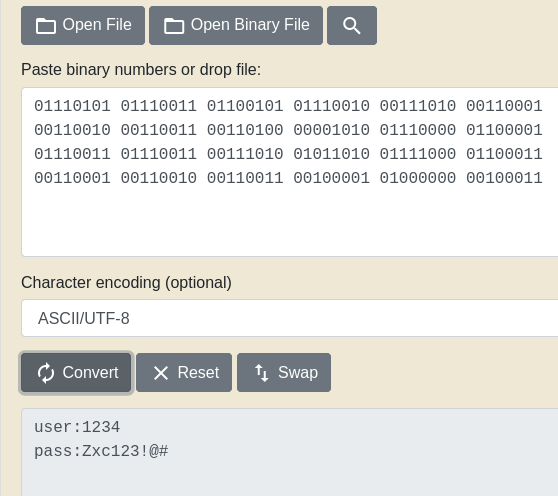 Open File Open Binary File
Paste binary numbers or drop file:
01110101 01110011 01100101 01110010 00111010 00110001
00110010 00110011 00110100 00001010 01110000 01100001
01110011 01110011 00111010 01011010 01111000 01100011
00110001 00110010 00110011 00100001 01000000 00100011
Character encoding (optional)
ASCII/UTF-8
Convert Reset Swap
user:1234
pass:Zxc123!@#